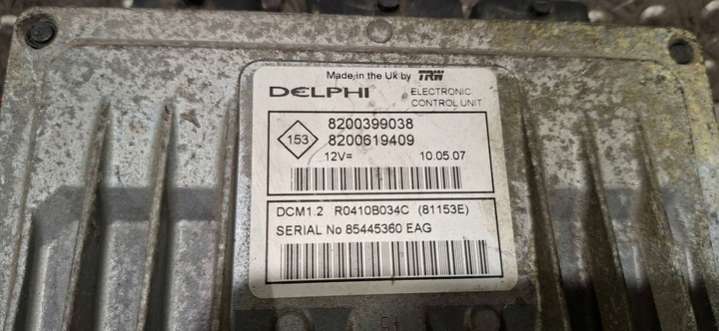 Made in the Uk by TRW
DELPHI ELECTRONIC
CONTROL UNIT
8200399038
153
8200619409
12V= 10.05.07
DCM1.2 R0410B034C (81153E)
SERIAL No 85445360 EAG